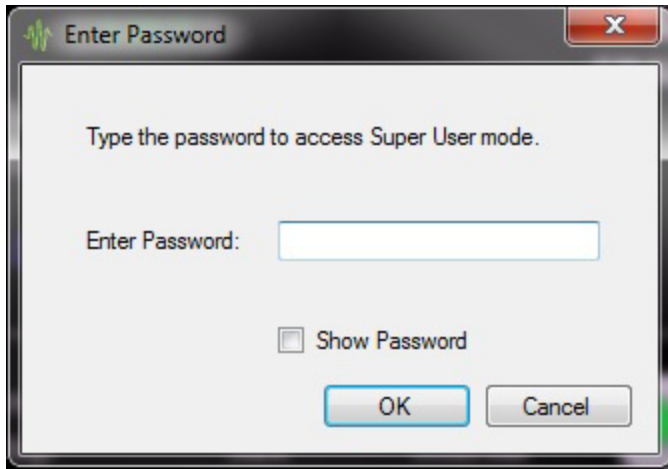 Enter Password
Type the password to access Super User mode.
Enter Password:
Show Password
OK Cancel